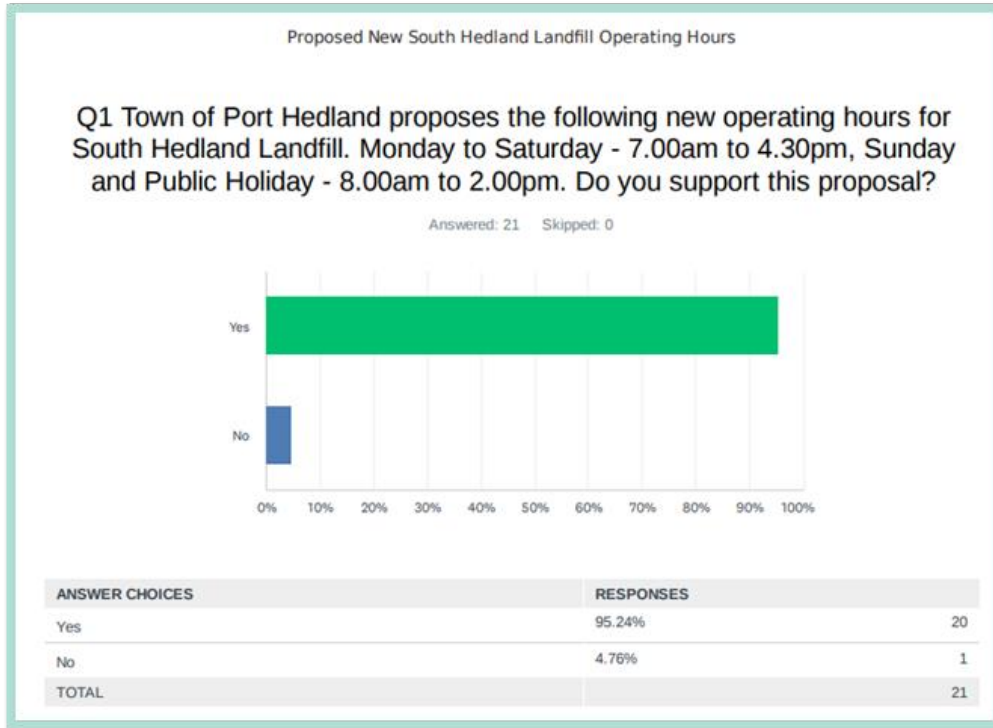 Proposed New South Hedland Landfill Operating Hours
Q1 Town of Port Hedland proposes the following new operating hours for
South Hedland Landfill. Monday to Saturday - 7.00am to 4.30pm, Sunday
and Public Holiday - 8.00am to 2.00pm. Do you support this proposal?
Answered: 21 Skipped: 0
Yes
No
0% 10% 20% 30% 40% 50% 60% 70% 80% 90% 100%
ANSWER CHOICES RESPONSES
Yes 95.24% 20
No 4.76% 1
TOTAL 21